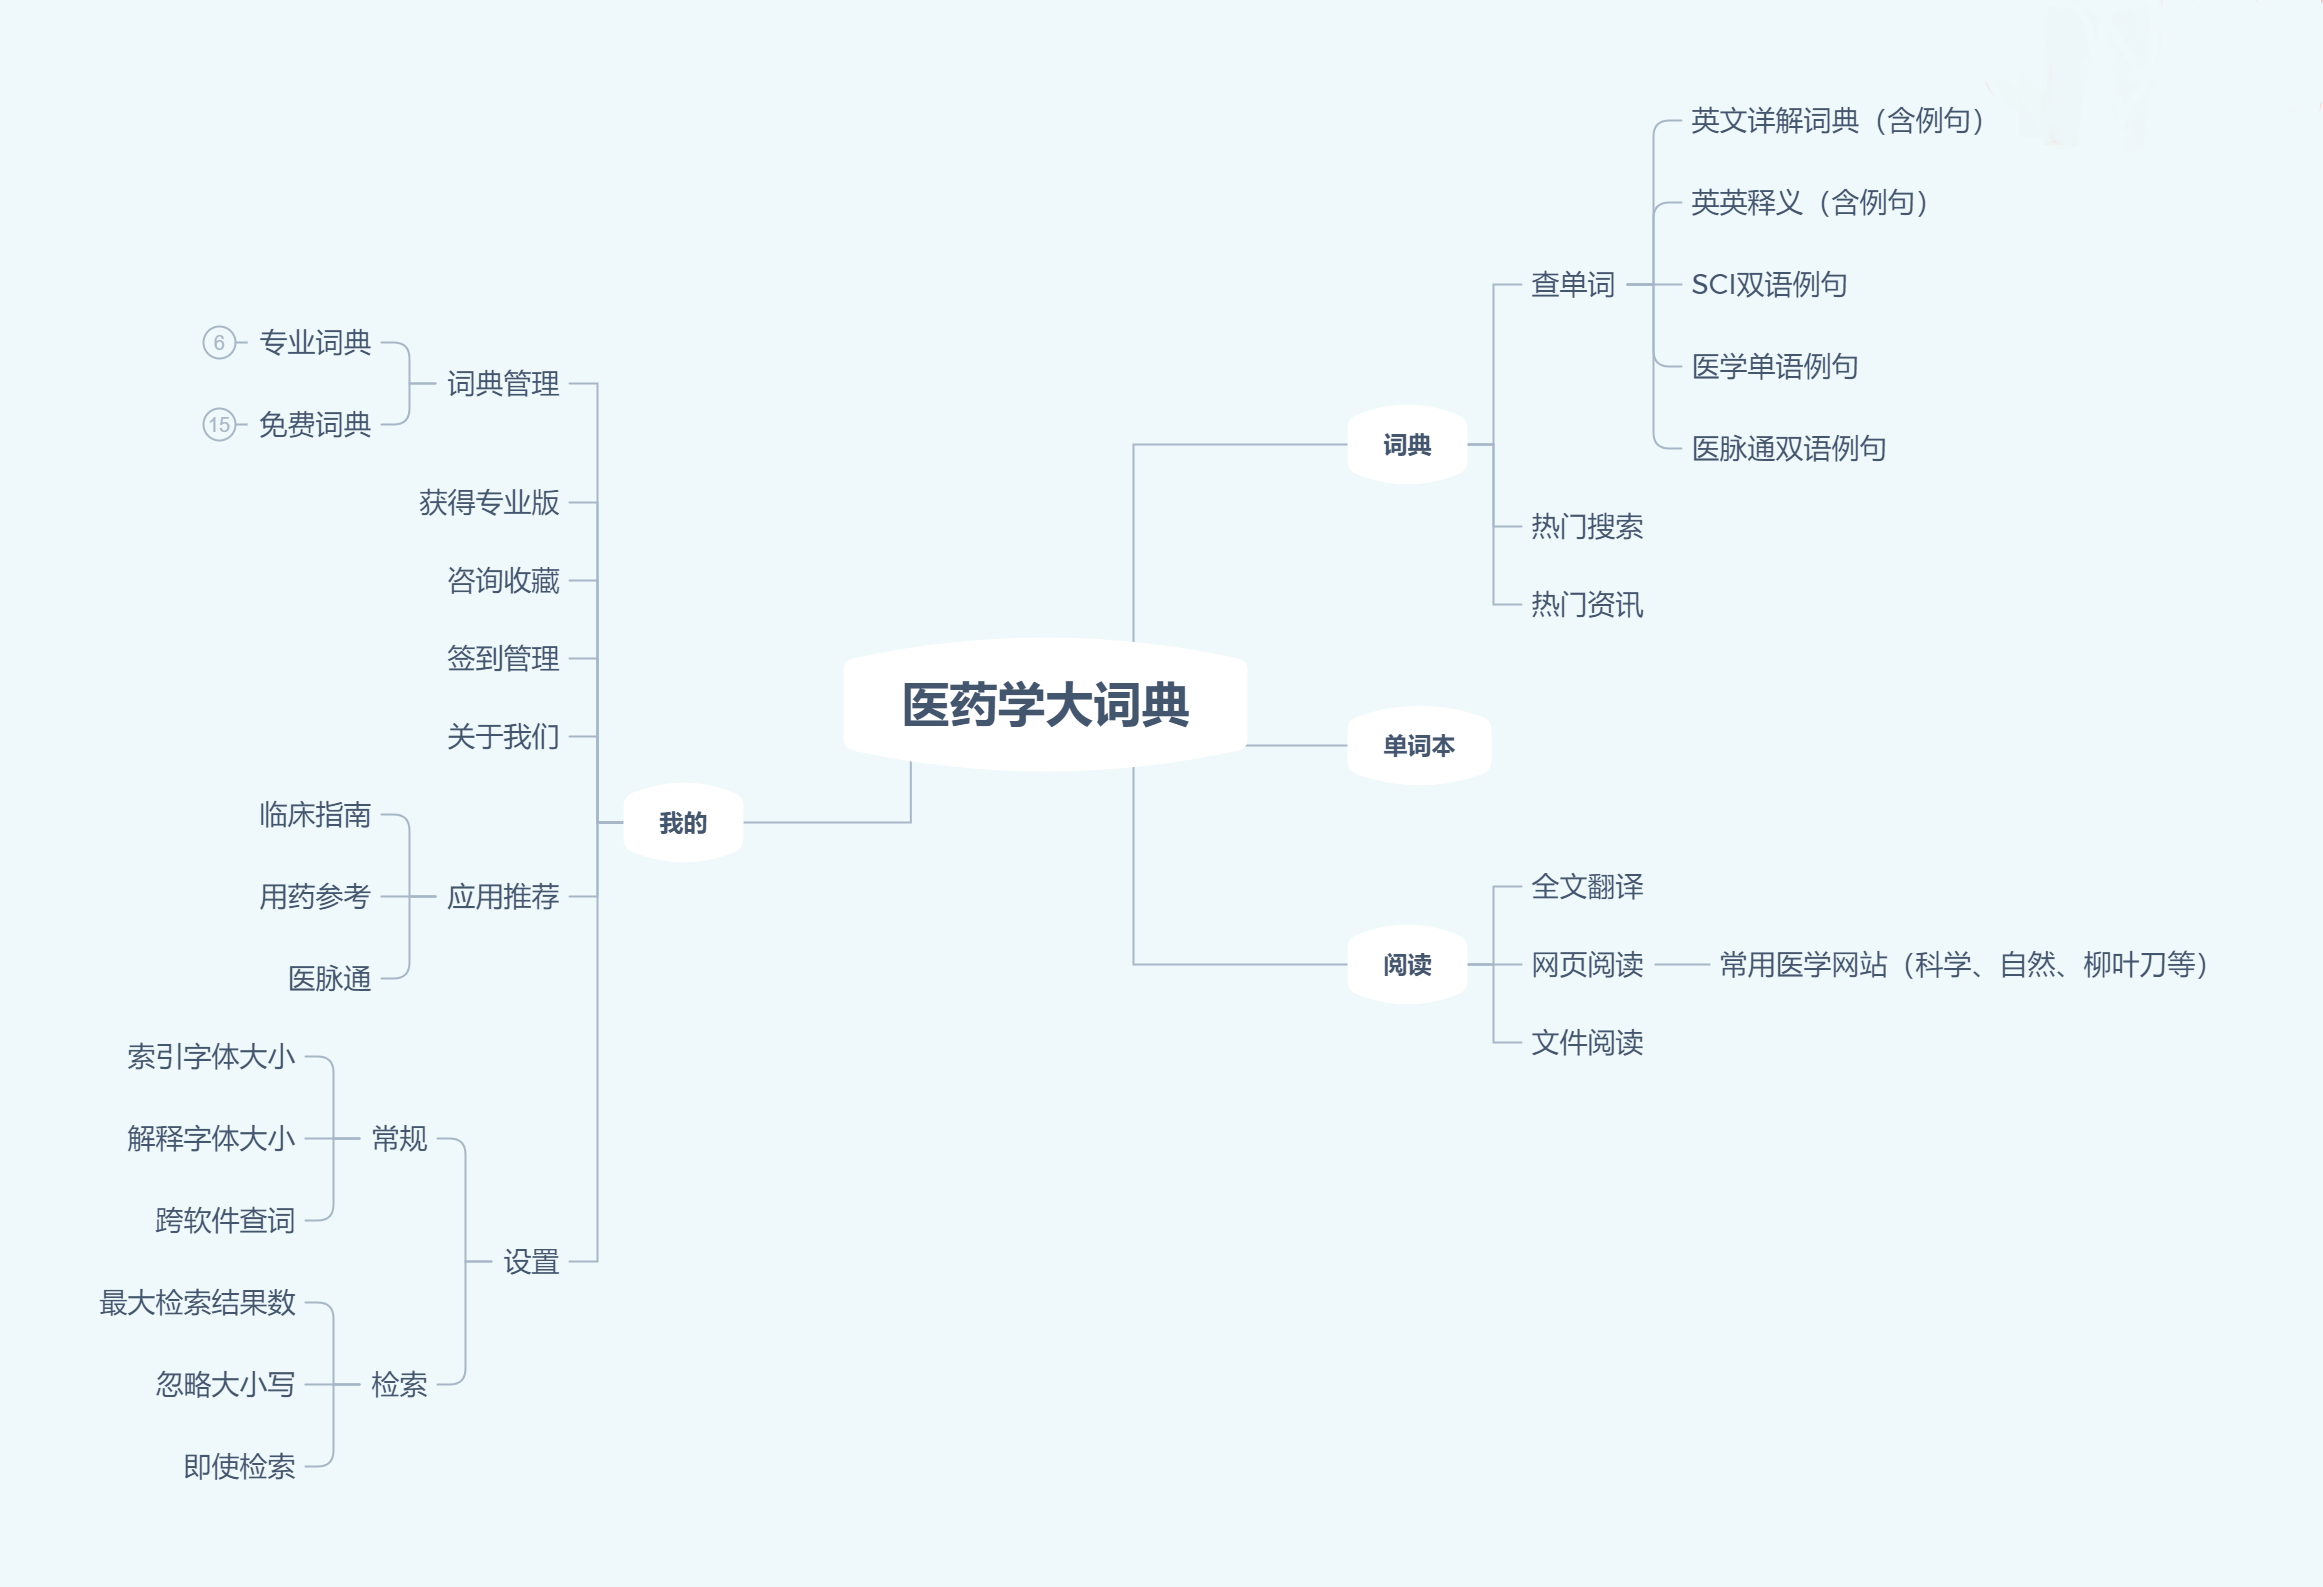 医药学大词典
词典
查单词
英文详解词典（含例句）
英英释义（含例句）
SCI双语例句
医学单语例句
医脉通双语例句
热门搜索
热门资讯
单词本
阅读
全文翻译
网页阅读
常用医学网站（科学、自然、柳叶刀等）
文件阅读
我的
词典管理
专业词典
6
免费词典
15
获得专业版
咨询收藏
签到管理
关于我们
应用推荐
临床指南
用药参考
医脉通
设置
常规
索引字体大小
解释字体大小
跨软件查词
检索
最大检索结果数
忽略大小写
即使检索